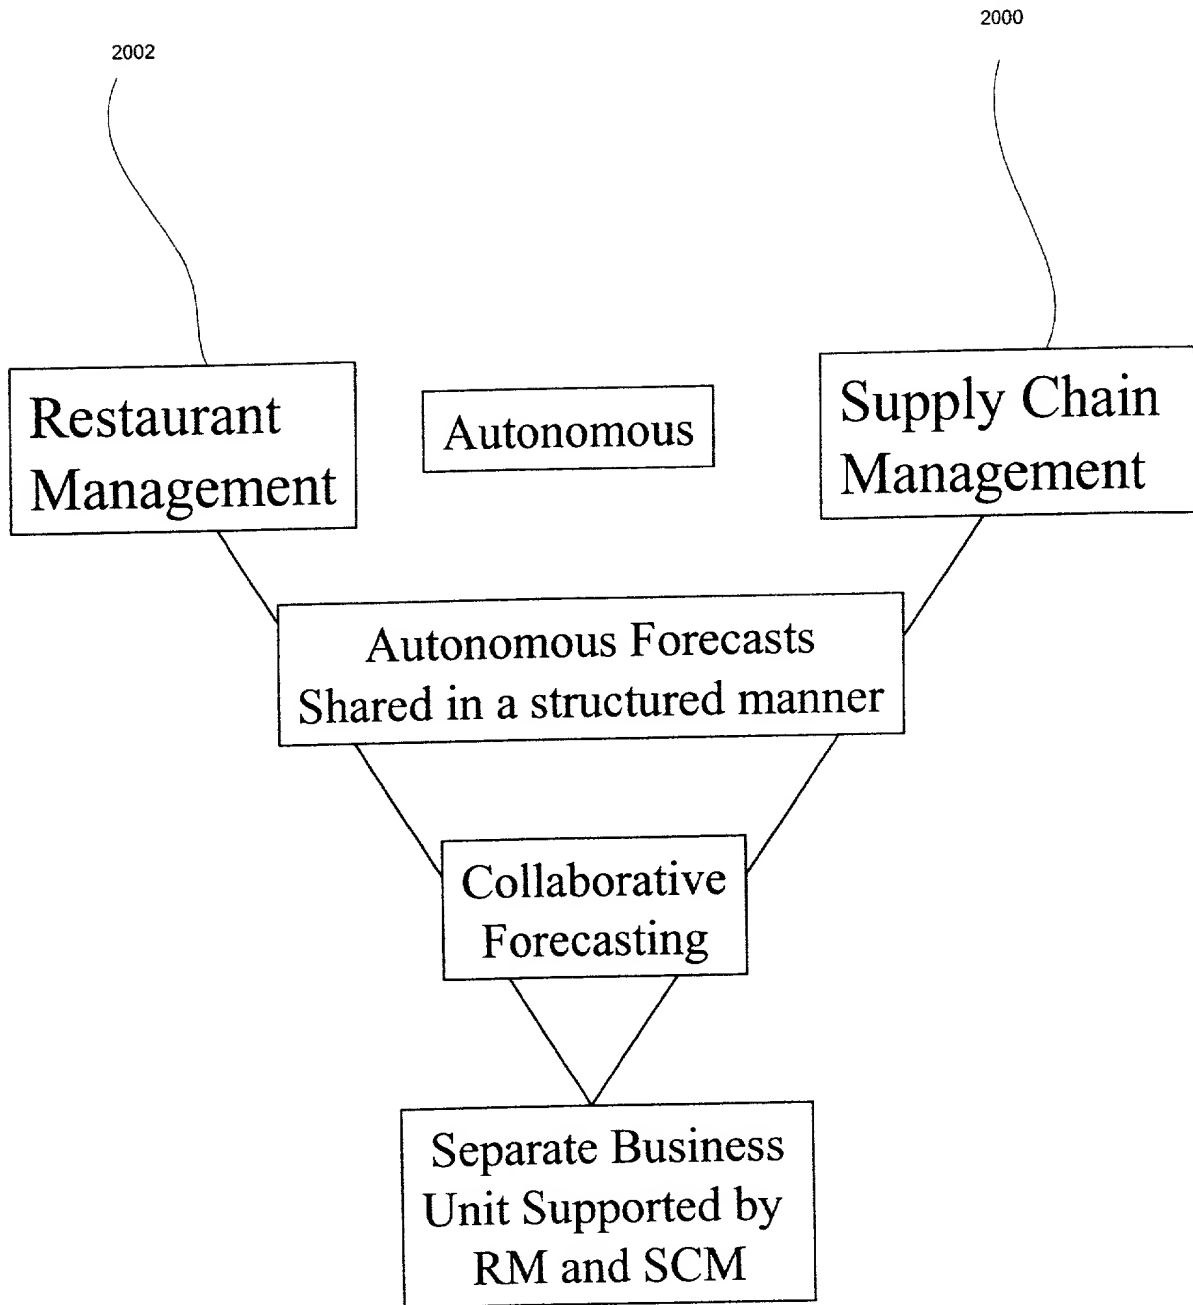 2002
2000
Restaurant
Management
Autonomous
Supply Chain
Management
Autonomous Forecasts
Shared in a structured manner
Collaborative
Forecasting
Separate Business
Unit Supported by
RM and SCM